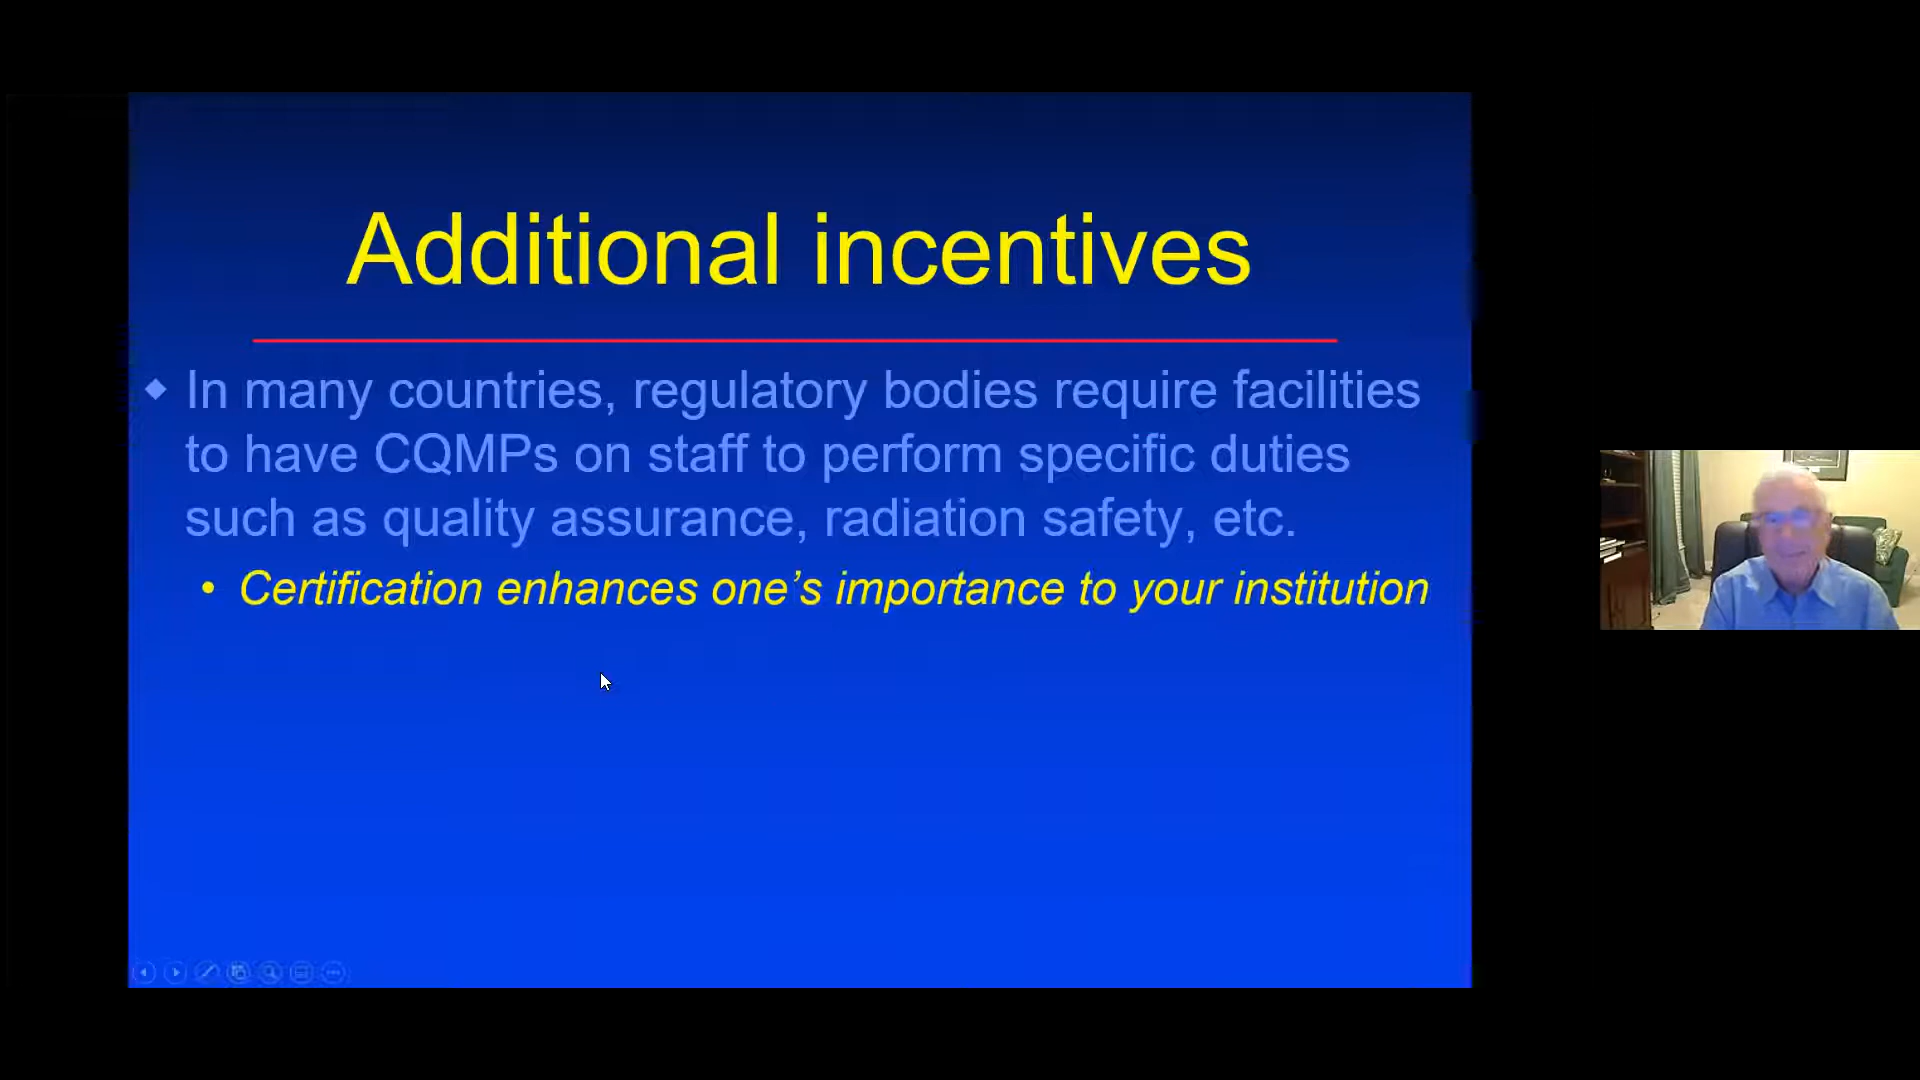 Additional incentives
In many countries, regulatory bodies require facilities
to have CQMPs on staff to perform specific duties
such as quality assurance, radiation safety, etc.
• Certification enhances one’s importance to your institution